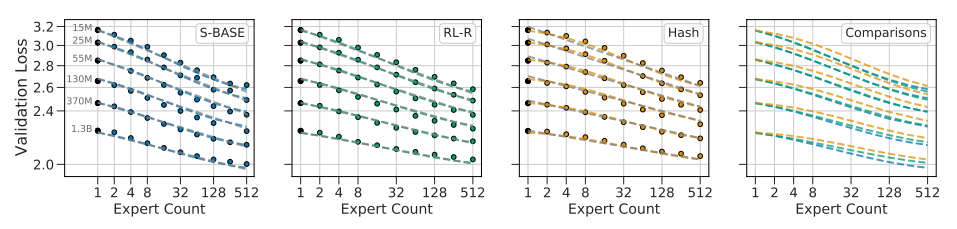 Validation Loss
3.2
3.0
2.8
2.6
2.4
2.0
15M
25M
55M
130M
370M
1.3B
S-BASE
1 2 4 8 32 128 512
Expert Count
RL-R
1 2 4 8 32 128 512
Expert Count
Hash
1 2 4 8 32 128 512
Expert Count
Comparisons
1 2 4 8 32 128 512
Expert Count